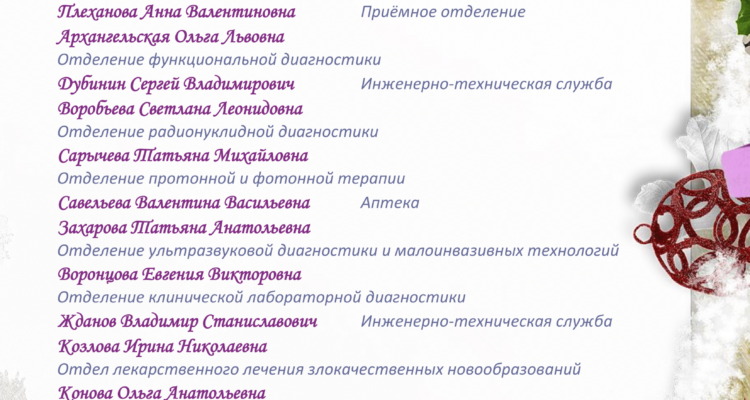 Плеханова Анна Валентиновна Приёмное отделение
Архангельская Ольга Львовна
Отделение функциональной диагностики
Дубинин Сергей Владимирович Инженерно-техническая служба
Воробьева Светлана Леонидовна
Отделение радионуклидной диагностики
Сарычева Татьяна Михайловна
Отделение протонной и фотонной терапии
Савельева Валентина Васильевна Аптека
Захарова Татьяна Анатольевна
Отделение ультразвуковой диагностики и малоинвазивных технологий
Воронцова Евгения Викторовна
Отделение клинической лабораторной диагностики
Жданов Владимир Станиславович Инженерно-техническая служба
Козлова Ирина Николаевна
Отдел лекарственного лечения злокачественных новообразований
Конова Ольга Анатольевна